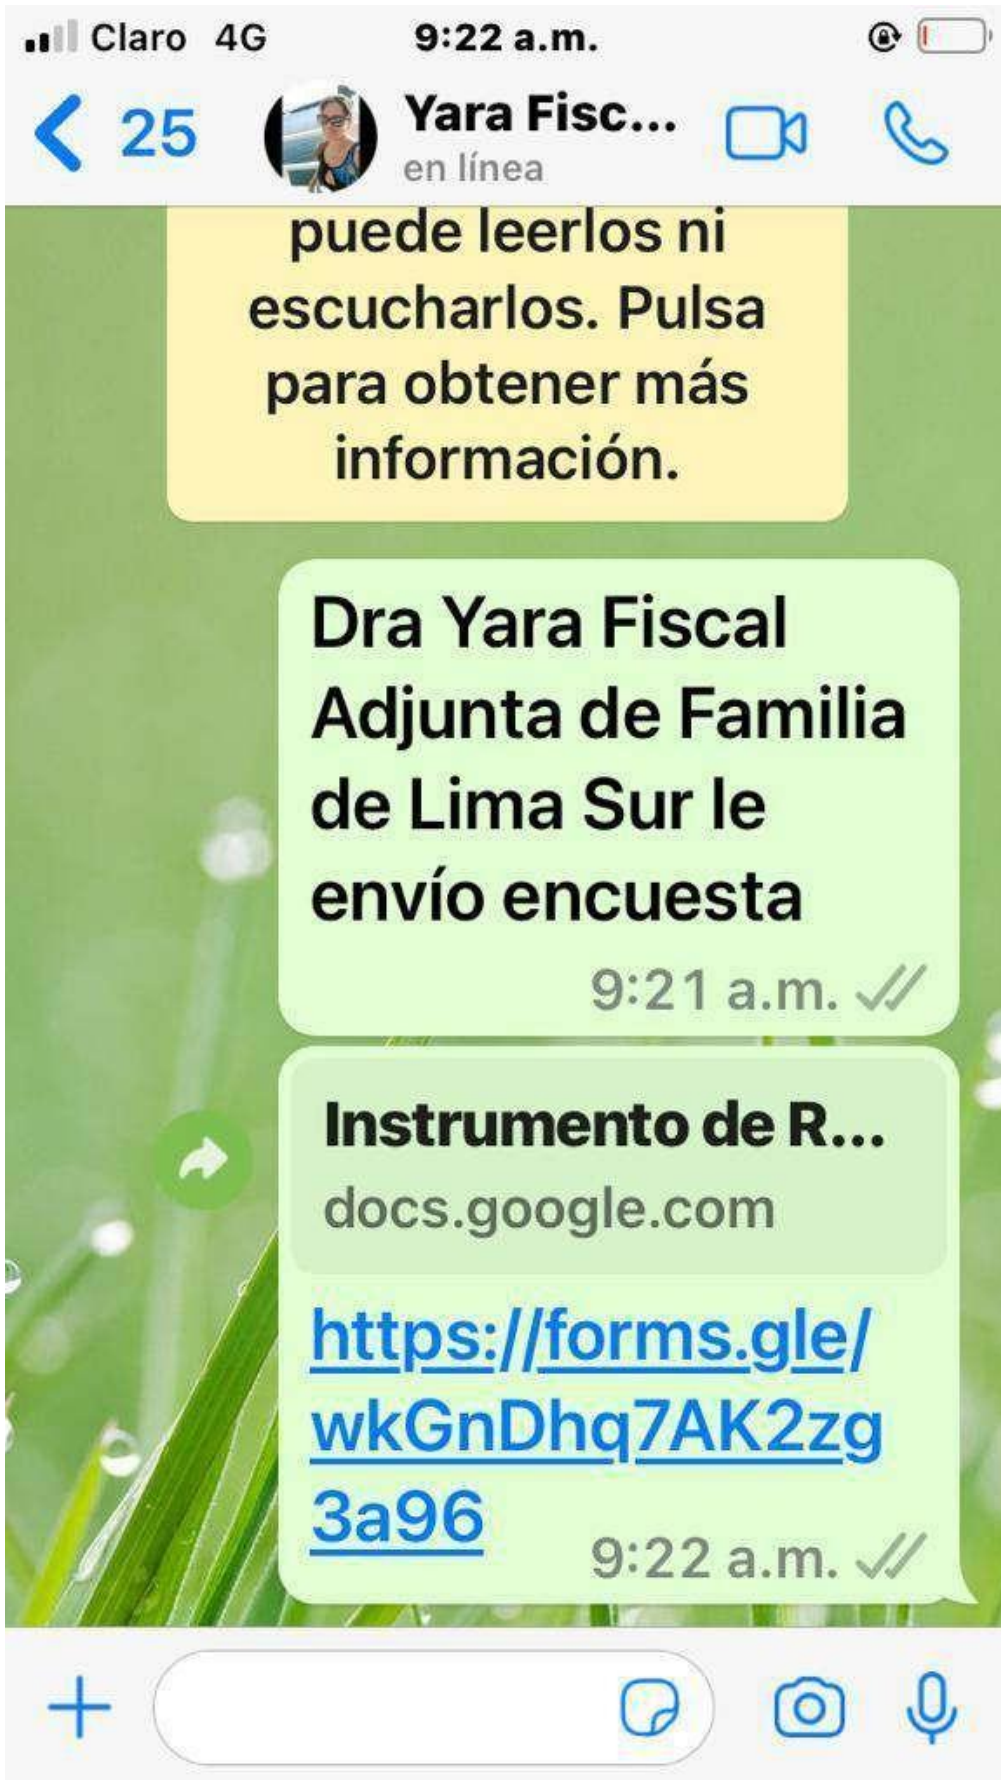 Claro 4G 9:22 a.m.
25 Yara Fisc...
en línea
puede leerlos ni
escucharlos. Pulsa
para obtener más
información.
Dra Yara Fiscal
Adjunta de Familia
de Lima Sur le
envío encuesta
9:21 a.m.
Instrumento de R...
docs.google.com
https://forms.gle/
wkGnDhq7AK2zg
3a96
9:22 a.m.